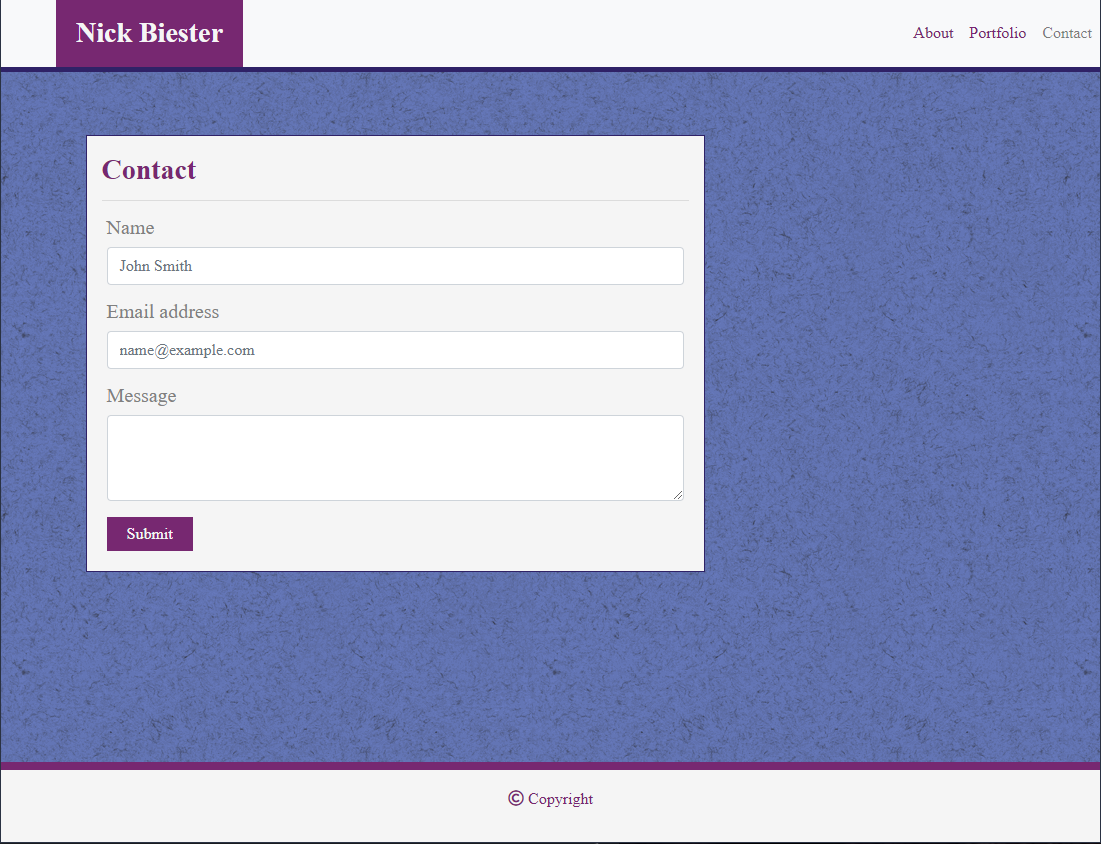 Nick Biester
About Portfolio Contact
Contact
Name
John Smith
Email address
name@example.com
Message
Submit
© Copyright